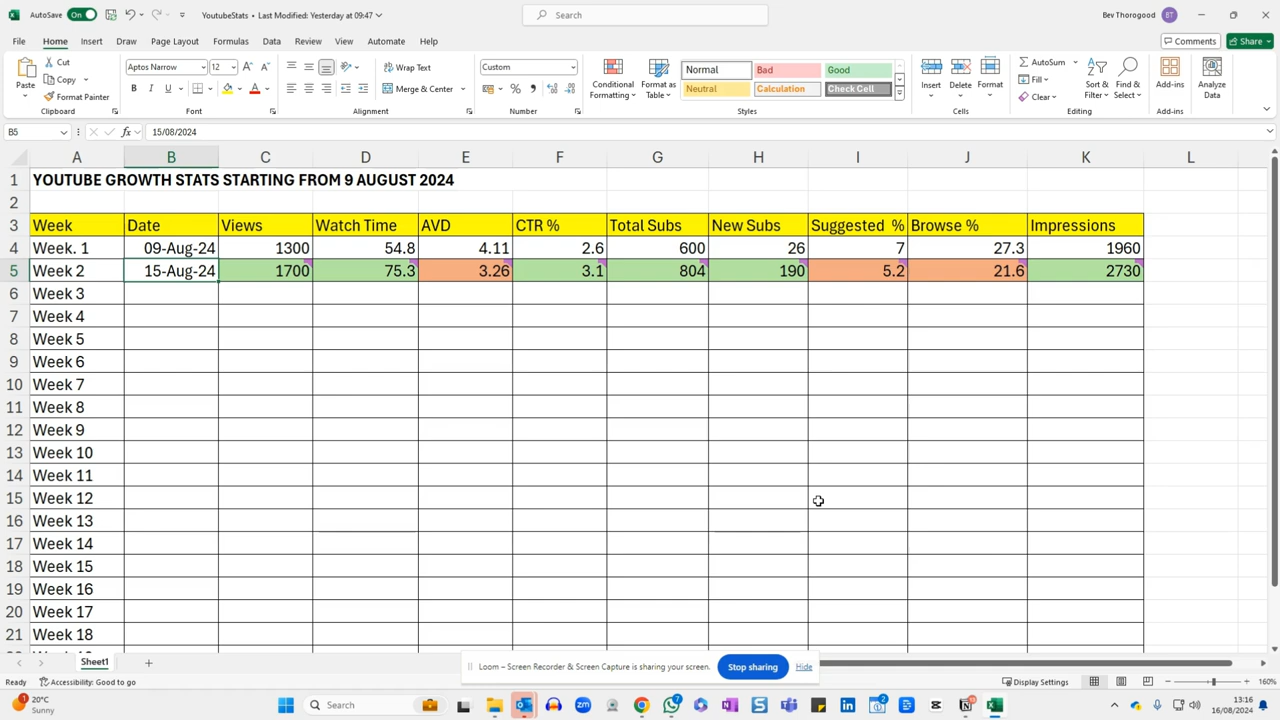 AutoSave On YoutubeStats • Last Modified: Yesterday at 09:47 Search Bev Thorogood BT
File Home Insert Draw Page Layout Formulas Data Review View Automate Help Comments Share
Paste Cut Copy Format Painter Clipboard
Aptos Narrow 12 B I U A Font
Wrap Text Merge & Center Alignment
Custom % Number
Conditional Formatting Format as Table
Normal Bad Good
Neutral Calculation Check Cell
Styles
Insert Delete Format Cells
AutoSum Fill Clear Sort & Filter Find & Select Editing
Add-ins Add-ins
Analyze Data
B5 fx 15/08/2024
A B C D E F G H I J K L
1 YOUTUBE GROWTH STATS STARTING FROM 9 AUGUST 2024
2
3 Week Date Views Watch Time AVD CTR % Total Subs New Subs Suggested % Browse % Impressions
4 Week. 1 09-Aug-24 1300 54.8 4.11 2.6 600 26 7 27.3 1960
5 Week 2 15-Aug-24 1700 75.3 3.26 3.1 804 190 5.2 21.6 2730
6 Week 3
7 Week 4
8 Week 5
9 Week 6
10 Week 7
11 Week 8
12 Week 9
13 Week 10
14 Week 11
15 Week 12
16 Week 13
17 Week 14
18 Week 15
19 Week 16
20 Week 17
21 Week 18
Sheet1
Loom – Screen Recorder & Screen Capture is sharing your screen. Stop sharing Hide
Ready Accessibility: Good to go Display Settings 160%
20°C
Sunny
Search
13:16
16/08/2024